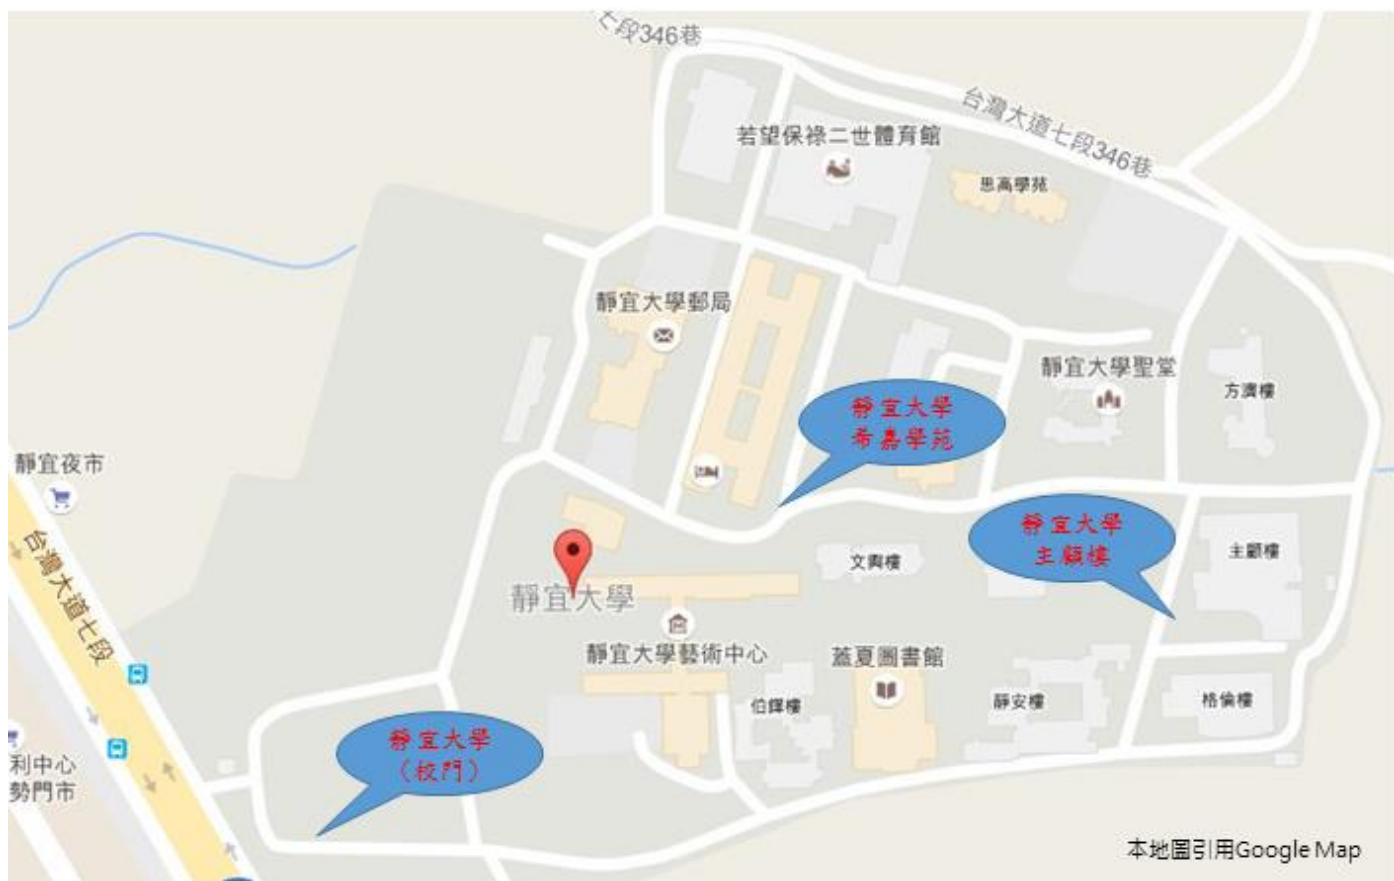 七段346巷
台灣大道七段346巷
若望保祿二世體育館
思高學苑
靜宜大學郵局
靜宜大學聖堂
方濟樓
靜宜大學
希嘉學苑
靜宜夜市
靜宜大學
主顧樓
主顧樓
文興樓
台灣大道七段
靜宜大學
靜宜大學藝術中心
蓋夏圖書館
伯鐸樓
靜安樓
格倫樓
靜宜大學
（校門）
利中心
勢門市
本地圖引用Google Map